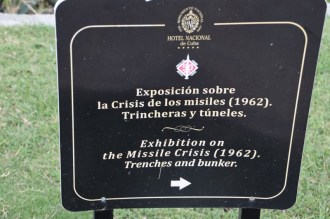 HOTEL NACIONAL
de Cuba
Exposición sobre
la Crisis de los misiles (1962).
Trincheras y túneles.
Exhibition on
the Missile Crisis (1962).
Trenches and bunker.